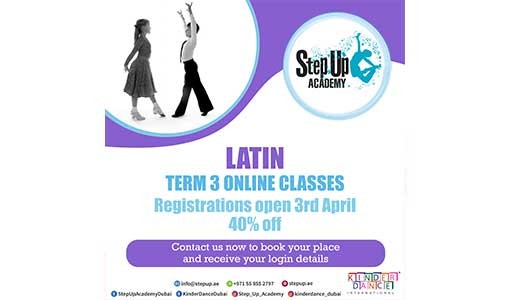 Step Up
ACADEMY
LATIN
TERM 3 ONLINE CLASSES
Registrations open 3rd April
40% off
Contact us now to book your place
and receive your login details
KINDER
DANCE
INTERNATIONAL
info@stepup.ae +971 55 955 2797 stepup.ae
StepUpAcademyDubai KinderDanceDubai Step_Up_Academy kinderdance_dubai